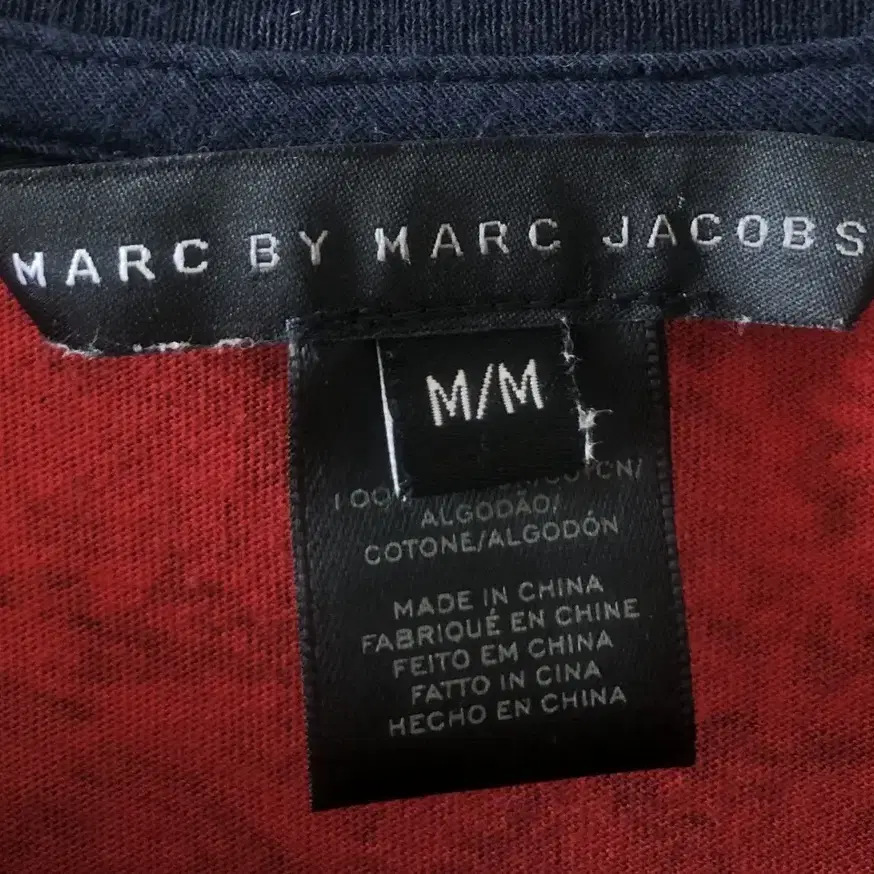 MARC BY MARC JACOBS
M/M
ALGODÃO/
COTONE/ALGODÓN
MADE IN CHINA
FABRIQUÉ EN CHINE
FEITO EM CHINA
FATTO IN CINA
HECHO EN CHINA